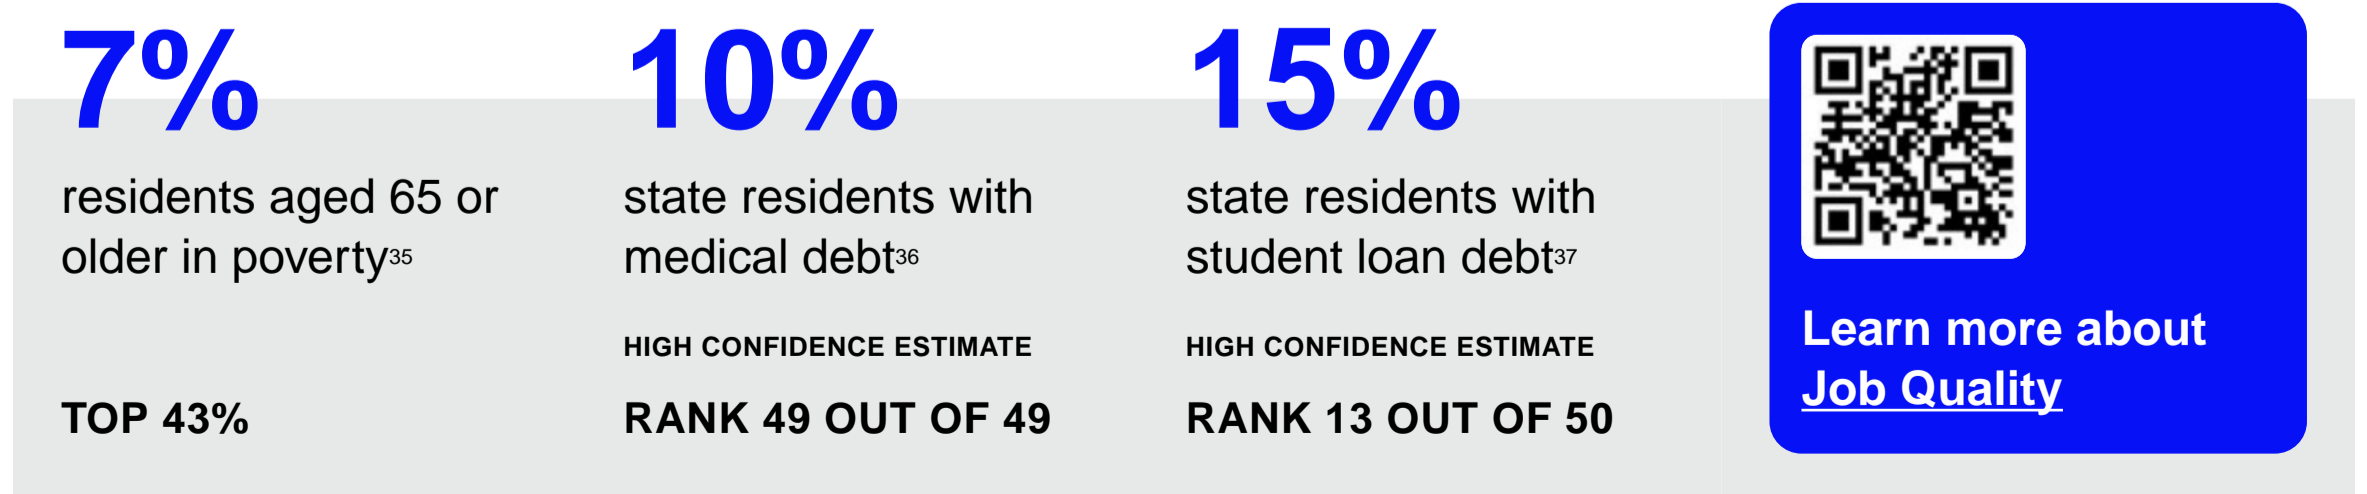 7%
residents aged 65 or
older in poverty35
TOP 43%
10%
state residents with
medical debt36
HIGH CONFIDENCE ESTIMATE
RANK 49 OUT OF 49
15%
state residents with
student loan debt37
HIGH CONFIDENCE ESTIMATE
RANK 13 OUT OF 50
Learn more about
Job Quality